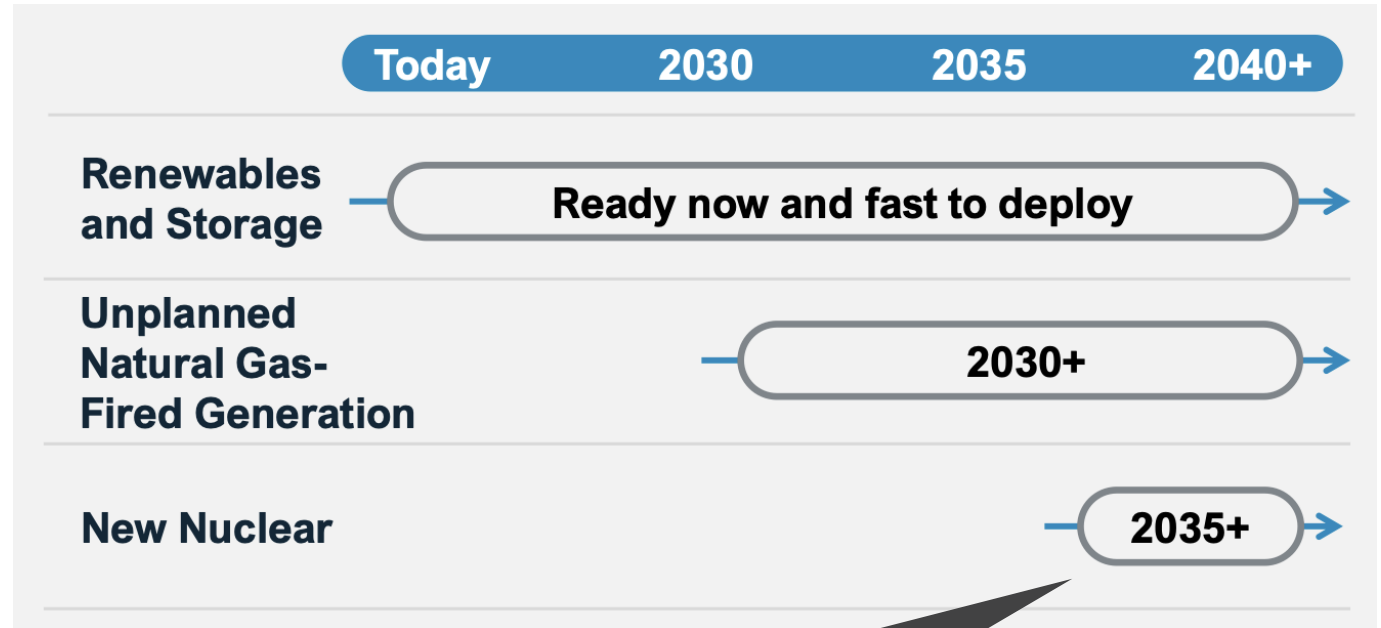 Today 2030 2035 2040+
Renewables
and Storage
Ready now and fast to deploy
Unplanned
Natural Gas-
Fired Generation
2030+
New Nuclear
2035+